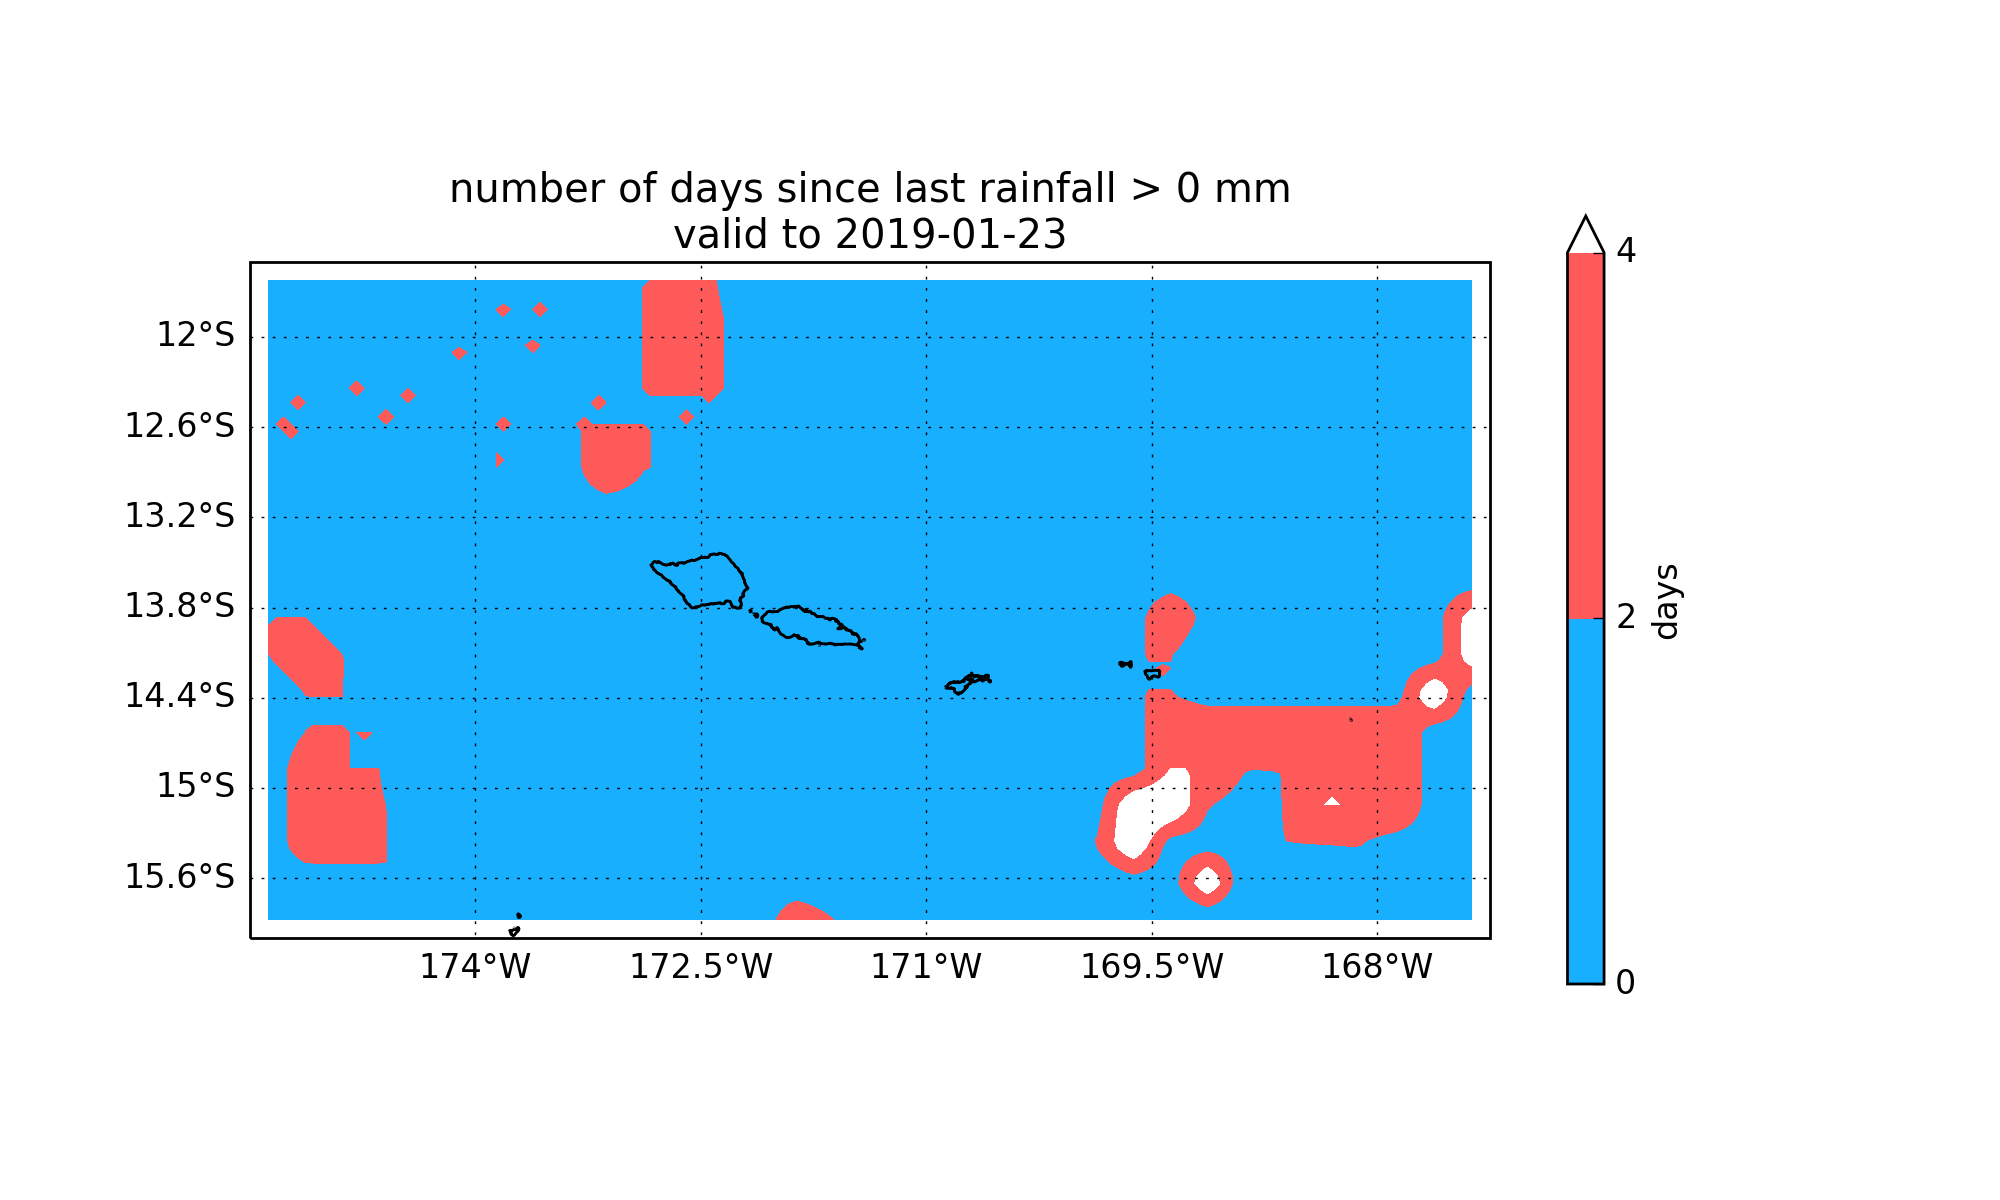 number of days since last rainfall > 0 mm
valid to 2019-01-23
4
12°S
12.6°S
13.2°S
13.8°S
2
days
14.4°S
15°S
15.6°S
174°W 172.5°W 171°W 169.5°W 168°W
0